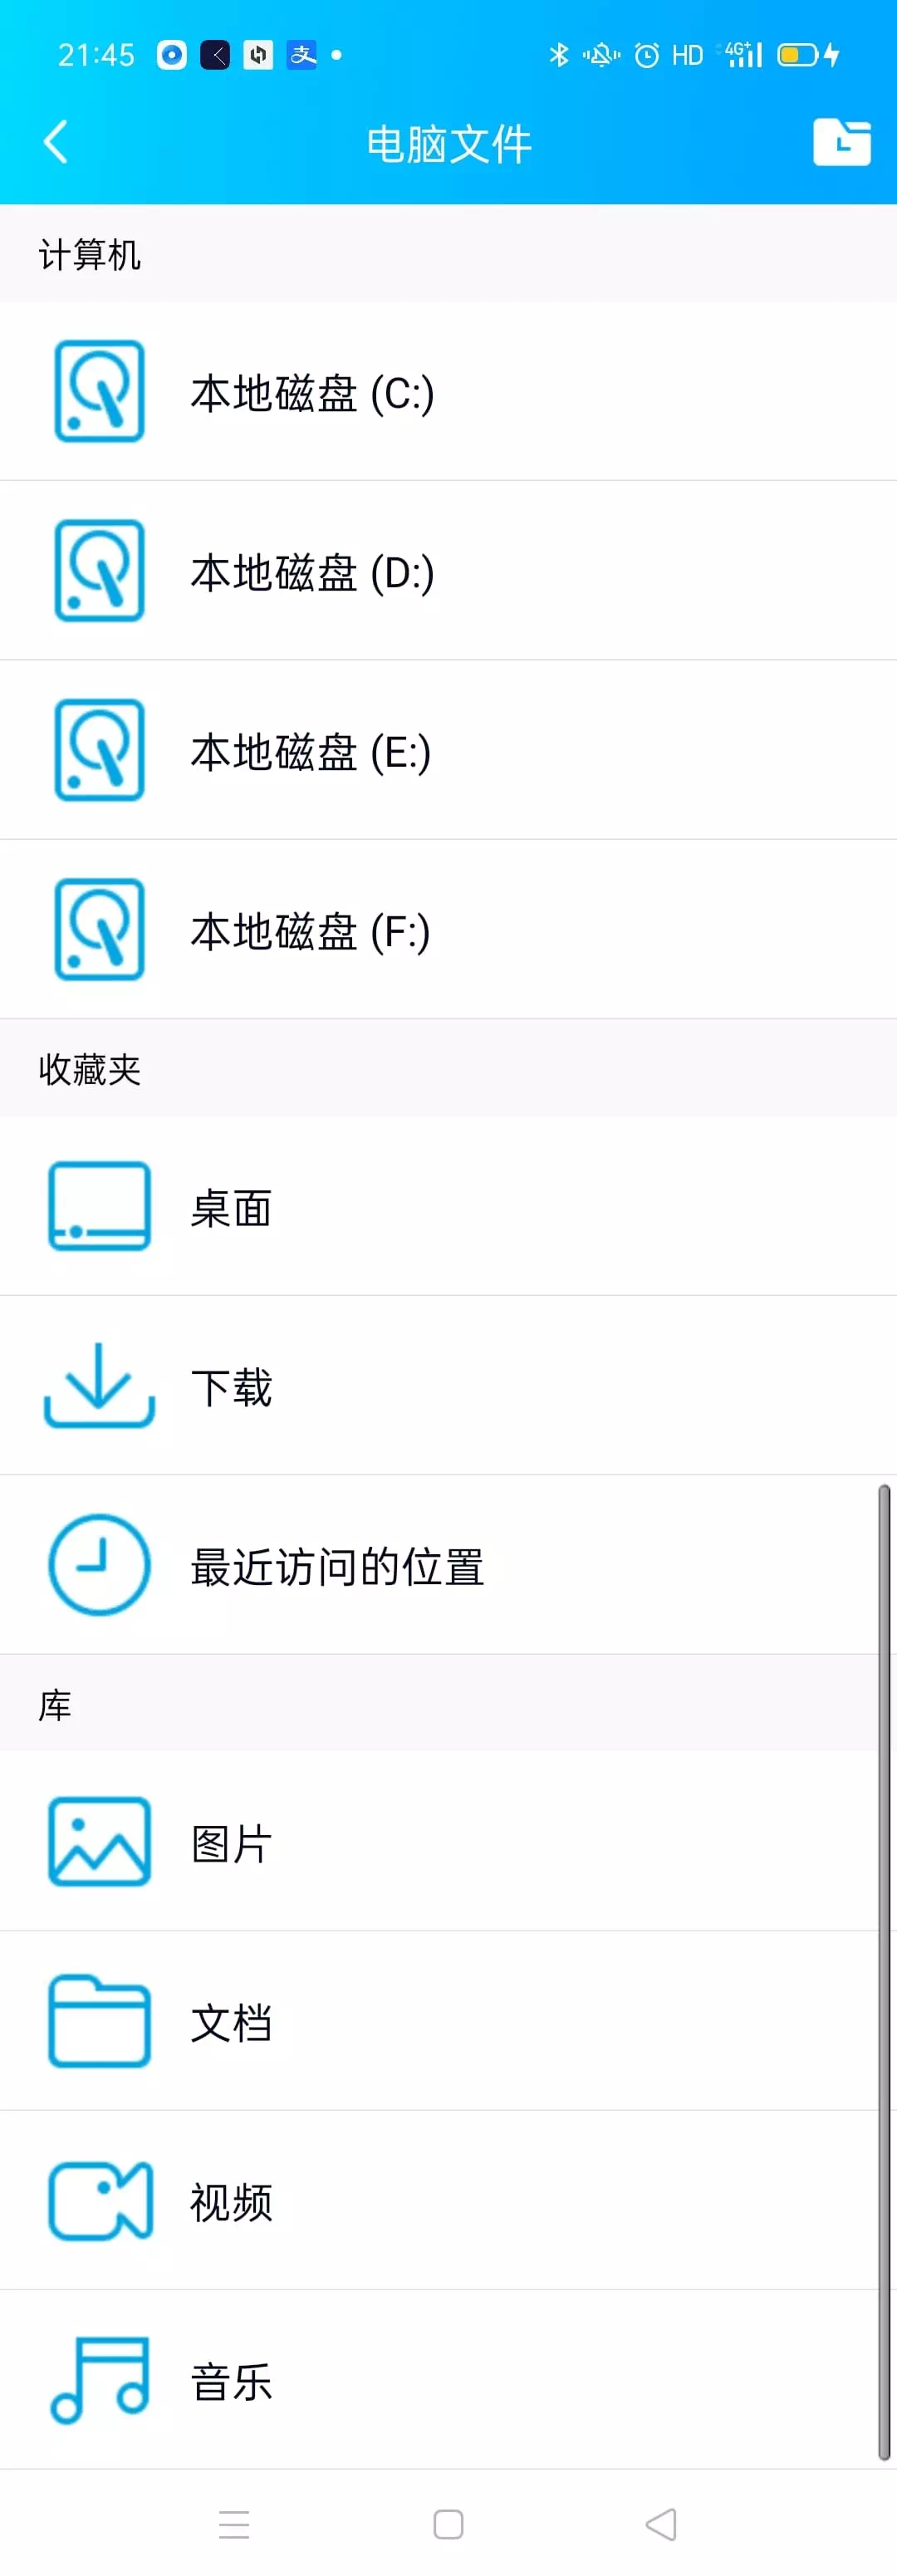 21:45 支 HD 4G+
电脑文件
计算机
本地磁盘 (C:)
本地磁盘 (D:)
本地磁盘 (E:)
本地磁盘 (F:)
收藏夹
桌面
下载
最近访问的位置
库
图片
文档
视频
音乐